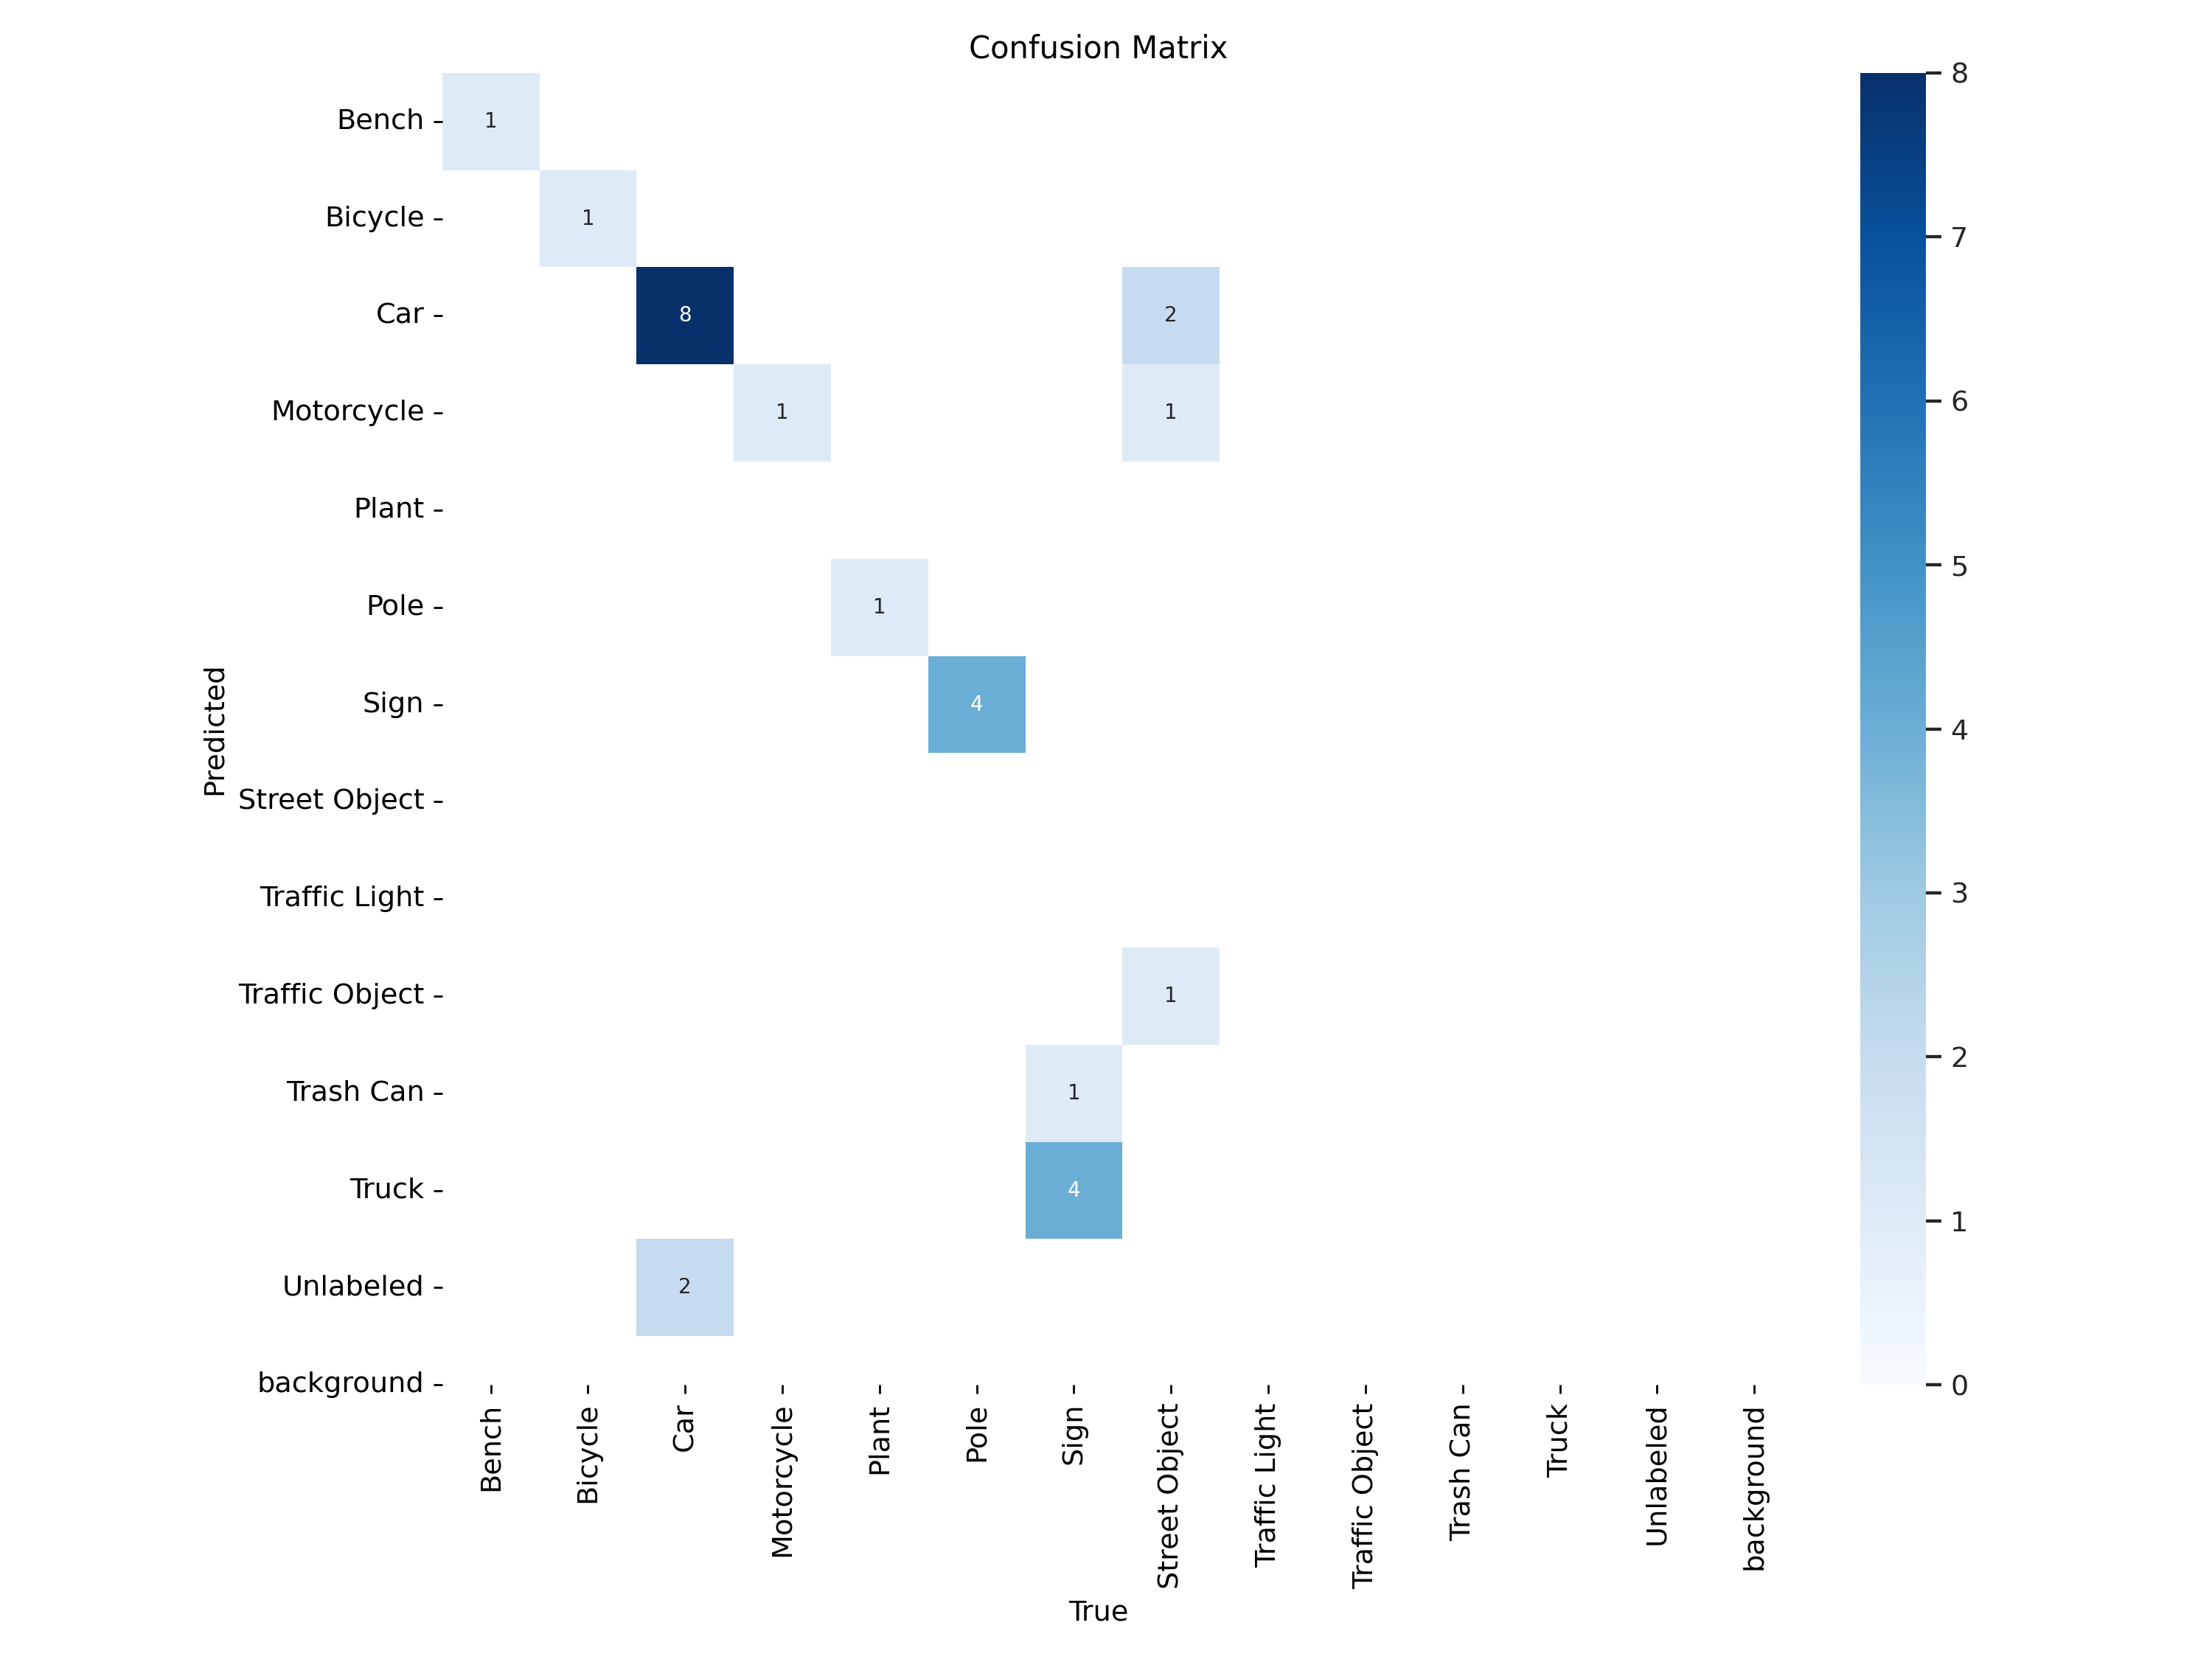 Confusion Matrix
Bench
1
Bicycle
1
Car
8
2
Motorcycle
1
1
Plant
Pole
1
Sign
4
Street Object
Traffic Light
Traffic Object
1
Trash Can
1
Truck
4
Unlabeled
2
background
Predicted
Bench
Bicycle
Car
Motorcycle
Plant
Pole
Sign
Street Object
Traffic Light
Traffic Object
Trash Can
Truck
Unlabeled
background
True
8
7
6
5
4
3
2
1
0